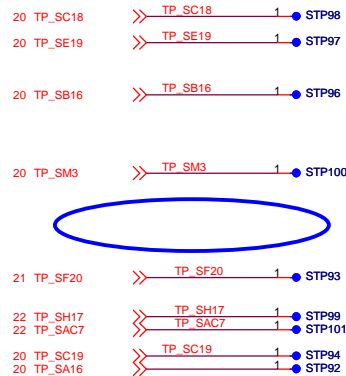 20 TP_SC18 TP_SC18 1 STP98
20 TP_SE19 TP_SE19 1 STP97
20 TP_SB16 TP_SB16 1 STP96
20 TP_SM3 TP_SM3 1 STP100
21 TP_SF20 TP_SF20 1 STP93
22 TP_SH17 TP_SH17 1 STP99
22 TP_SAC7 TP_SAC7 1 STP101
20 TP_SC19 TP_SC19 1 STP94
20 TP_SA16 1 STP92